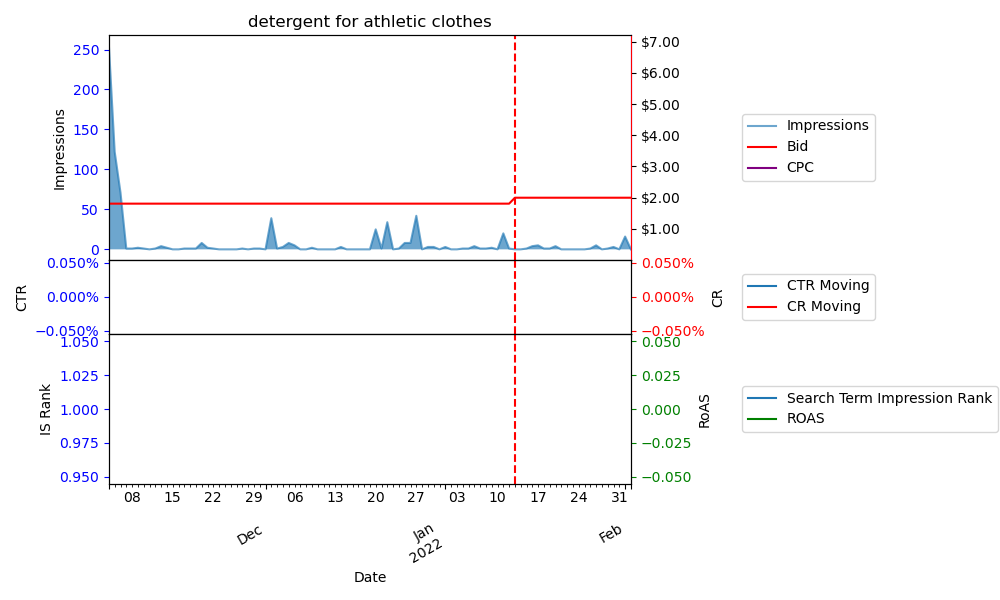 detergent for athletic clothes
Impressions
250
200
150
100
50
0
$7.00
$6.00
$5.00
$4.00
$3.00
$2.00
$1.00
Impressions
Bid
CPC
CTR
0.050%
0.000%
−0.050%
0.050%
0.000%
−0.050%
CR
CTR Moving
CR Moving
IS Rank
1.050
1.025
1.000
0.975
0.950
0.050
0.025
0.000
−0.025
−0.050
RoAS
Search Term Impression Rank
ROAS
08 15 22 29 06 13 20 27 03 10 17 24 31
Dec Jan Feb
2022
Date